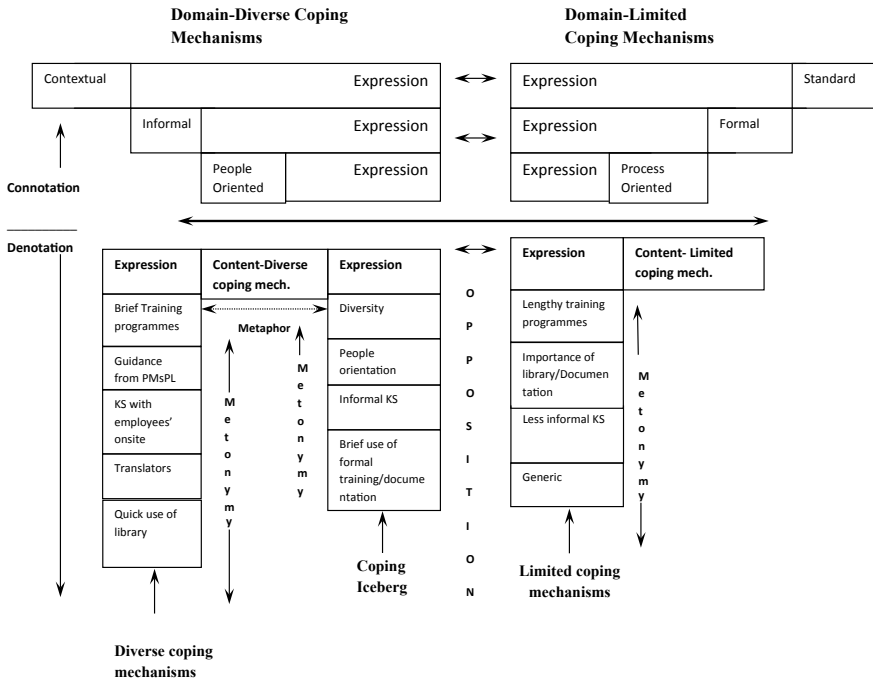 Domain-Diverse Coping
Mechanisms
Domain-Limited
Coping Mechanisms
Contextual
Expression
Expression
Standard
Informal
Expression
Expression
Formal
People
Oriented
Expression
Expression
Process
Oriented
Connotation
Denotation
Expression
Content-Diverse
coping mech.
Expression
Expression
Content- Limited
coping mech.
Brief Training
programmes
Guidance
from PMsPL
KS with
employees’
onsite
Translators
Quick use of
library
Metaphor
Metonymy
Metonymy
Diversity
People
orientation
Informal KS
Brief use of
formal
training/docume
ntation
OPPOSITION
Lengthy training
programmes
Importance of
library/Documen
tation
Less informal KS
Generic
Metonymy
Coping
Iceberg
Limited coping
mechanisms
Diverse coping
mechanisms